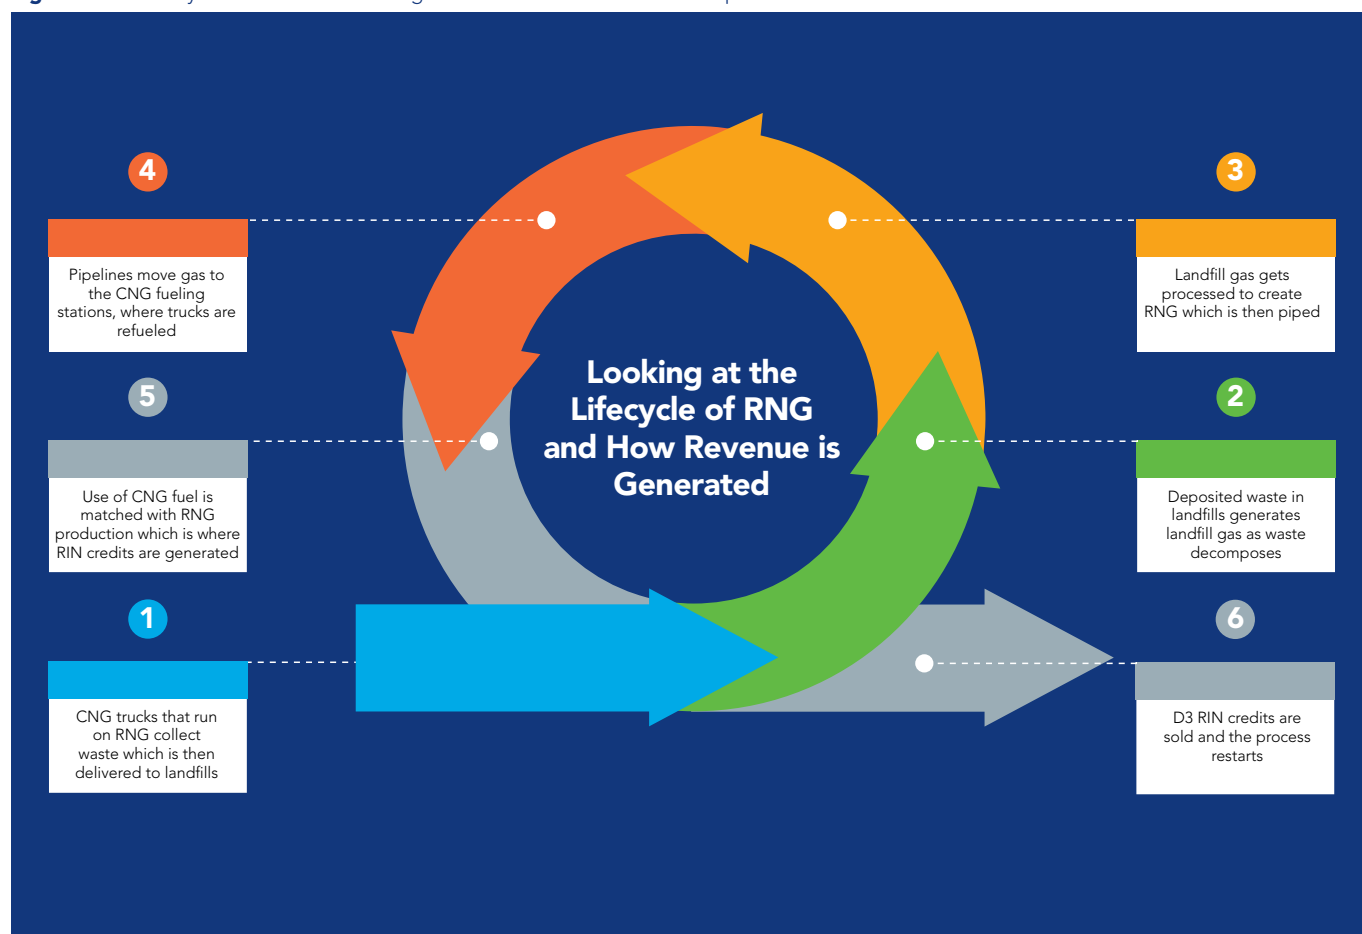 4
Pipelines move gas to
the CNG fueling
stations, where trucks are
refueled
5
Use of CNG fuel is
matched with RNG
production which is where
RIN credits are generated
1
CNG trucks that run
on RNG collect
waste which is then
delivered to landfills
Looking at the
Lifecycle of RNG
and How Revenue is
Generated
3
Landfill gas gets
processed to create
RNG which is then piped
2
Deposited waste in
landfills generates
landfill gas as waste
decomposes
6
D3 RIN credits are
sold and the process
restarts